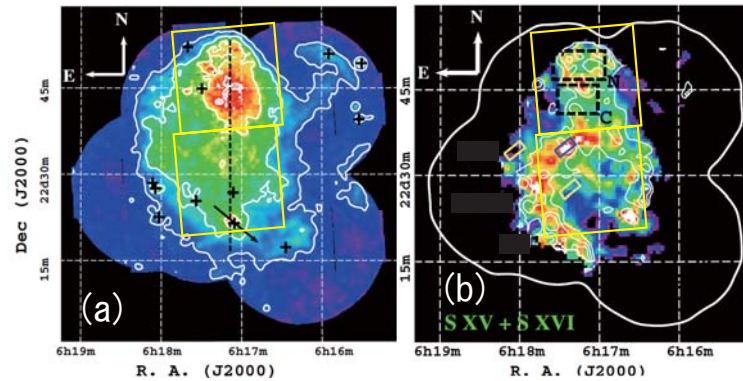 N
E
45m
22d30m
15m
Dec (J2000)
(a)
6h19m
6h18m
6h17m
6h16m
R. A. (J2000)
N
E
N
C
45m
22d30m
15m
(b)
S XV + S XVI
6h19m
6h18m
6h17m
6h16m
R. A. (J2000)